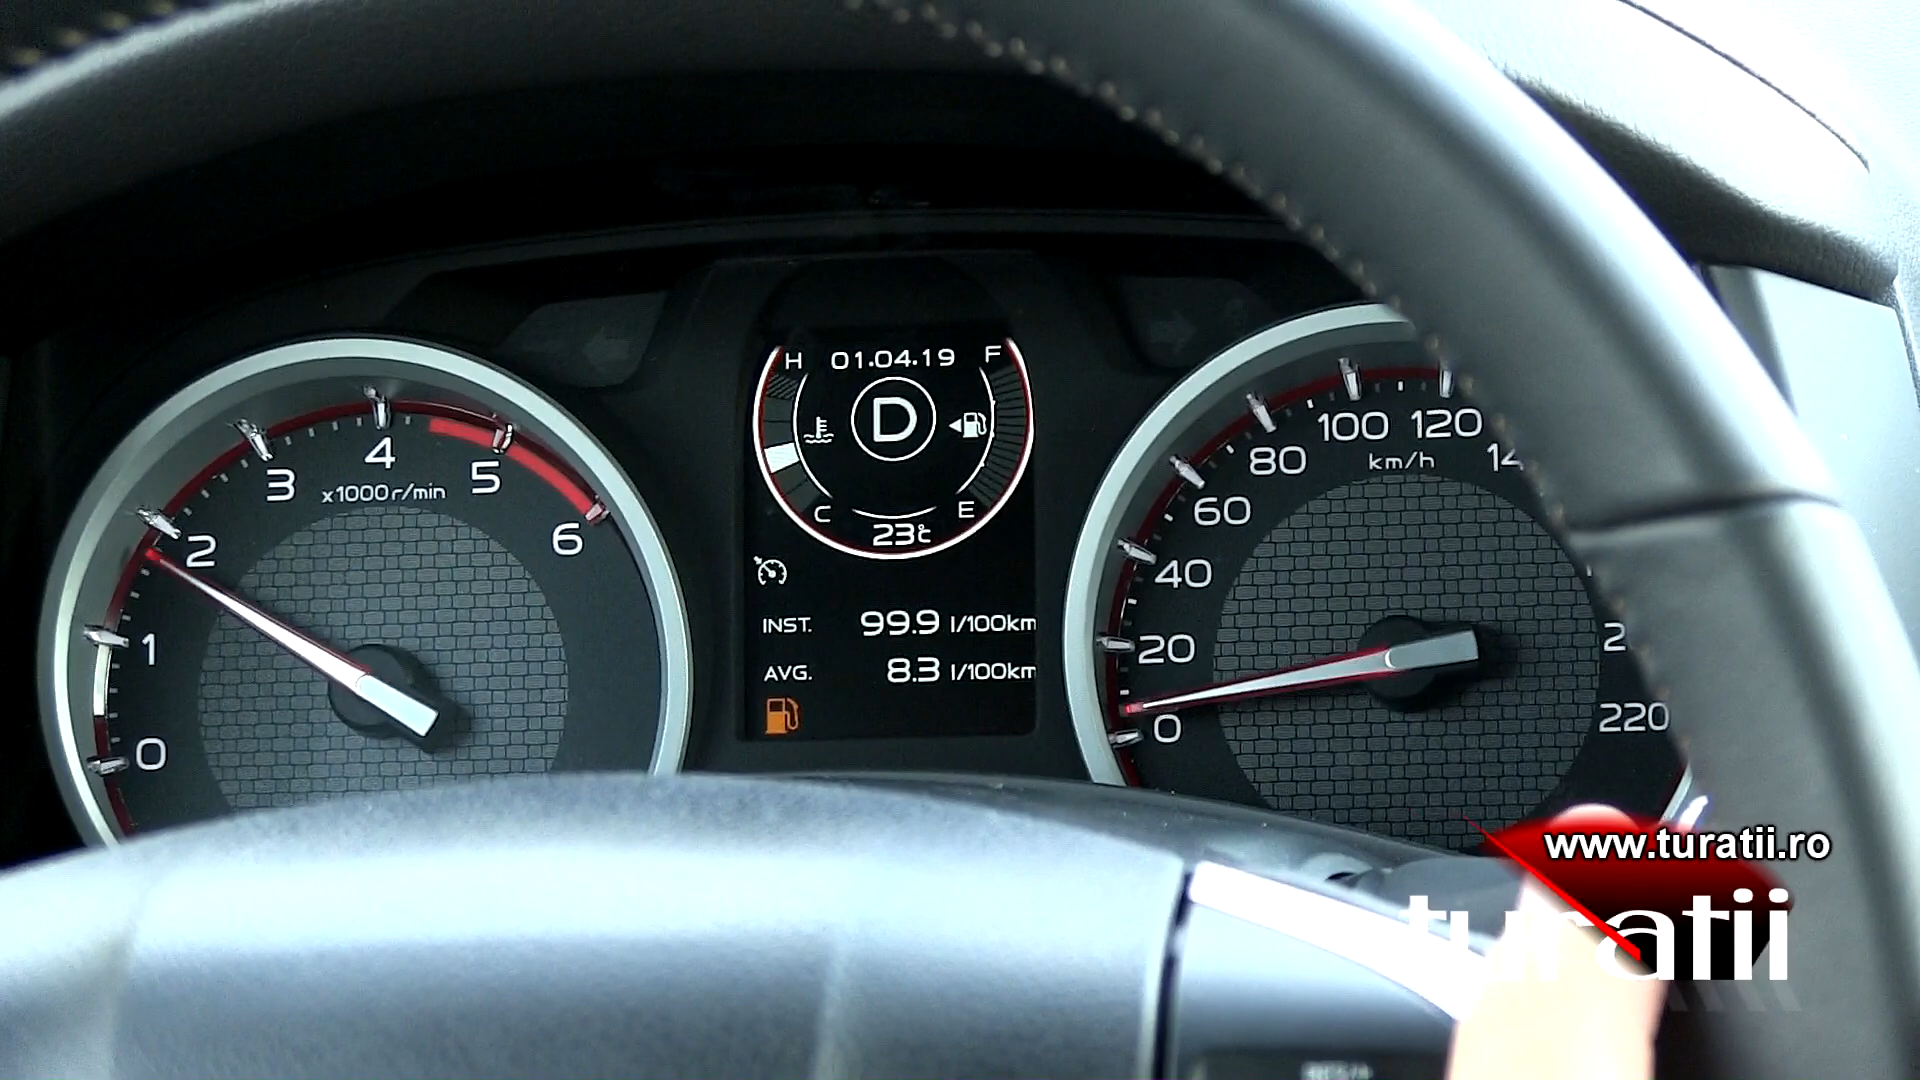 H 01.04.19 F
D
C E
23°C
0 1 2 3 4 5 6
x1000r/min
INST. 99.9 l/100km
AVG. 8.3 l/100km
0 20 40 60 80 100 120
km/h
220
www.turatii.ro
turatii